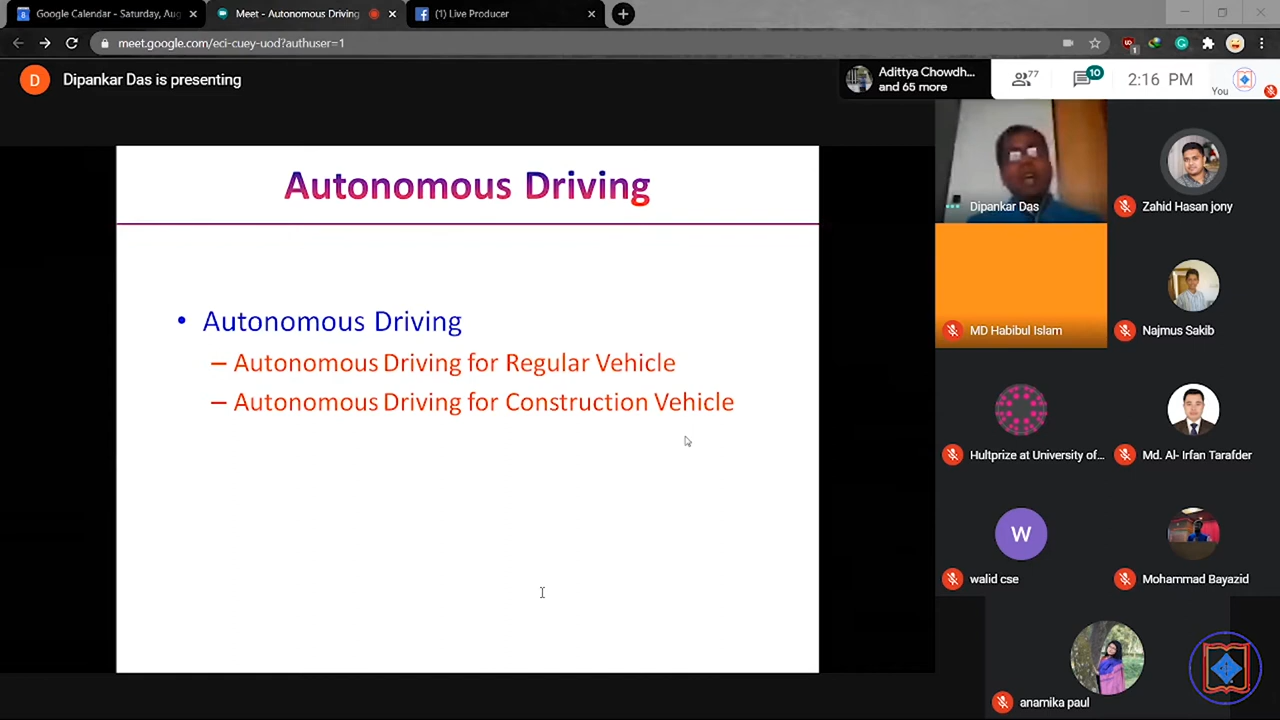 Google Calendar - Saturday, Aug
Meet - Autonomous Driving
(1) Live Producer
meet.google.com/eci-cuey-uod?authuser=1
D
Dipankar Das is presenting
Adittya Chowdh...
and 65 more
77
10
2:16 PM
You
Autonomous Driving
• Autonomous Driving
– Autonomous Driving for Regular Vehicle
– Autonomous Driving for Construction Vehicle
Dipankar Das
Zahid Hasan jony
MD Habibul Islam
Najmus Sakib
Hultprize at University of...
Md. Al- Irfan Tarafder
W
walid cse
Mohammad Bayazid
anamika paul